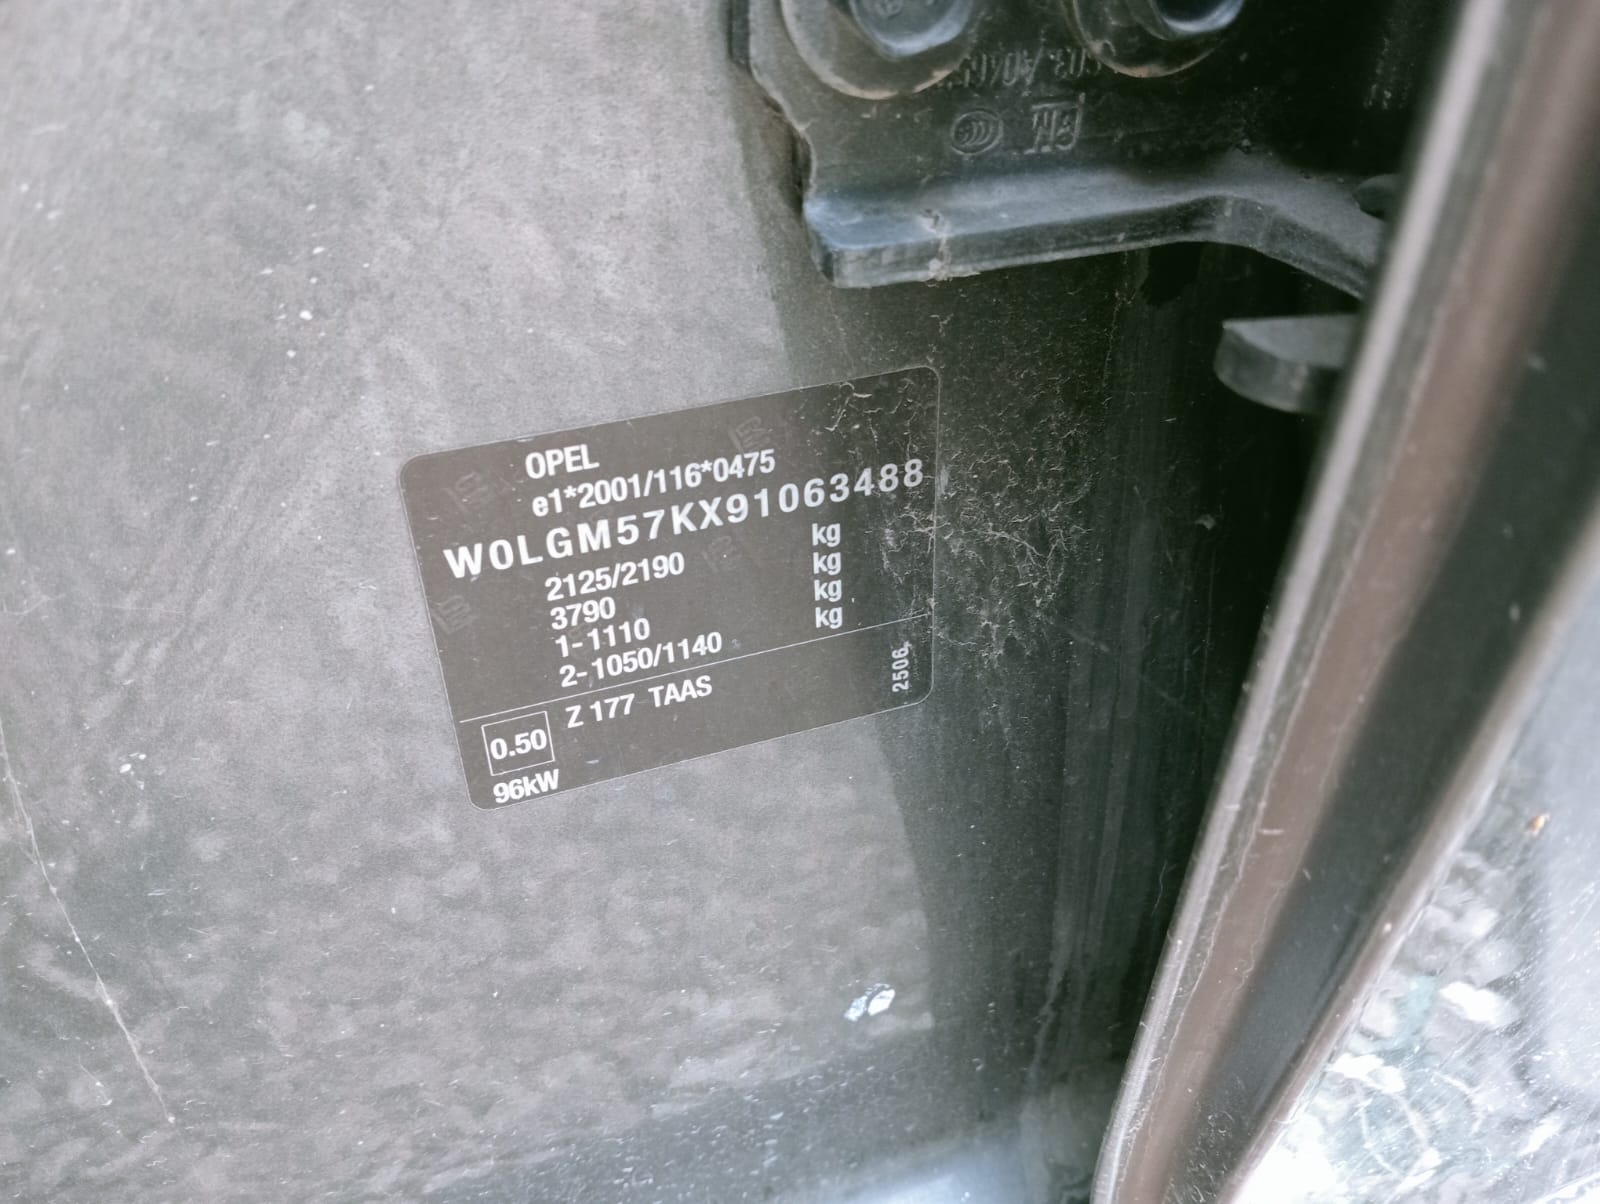 OPEL
e1*2001/116*0475
W0LGM57KX91063488
2125/2190 kg
3790 kg
1-1110 kg
2-1050/1140 kg
Z 177 TAAS
2506
0.50
96kW
GM